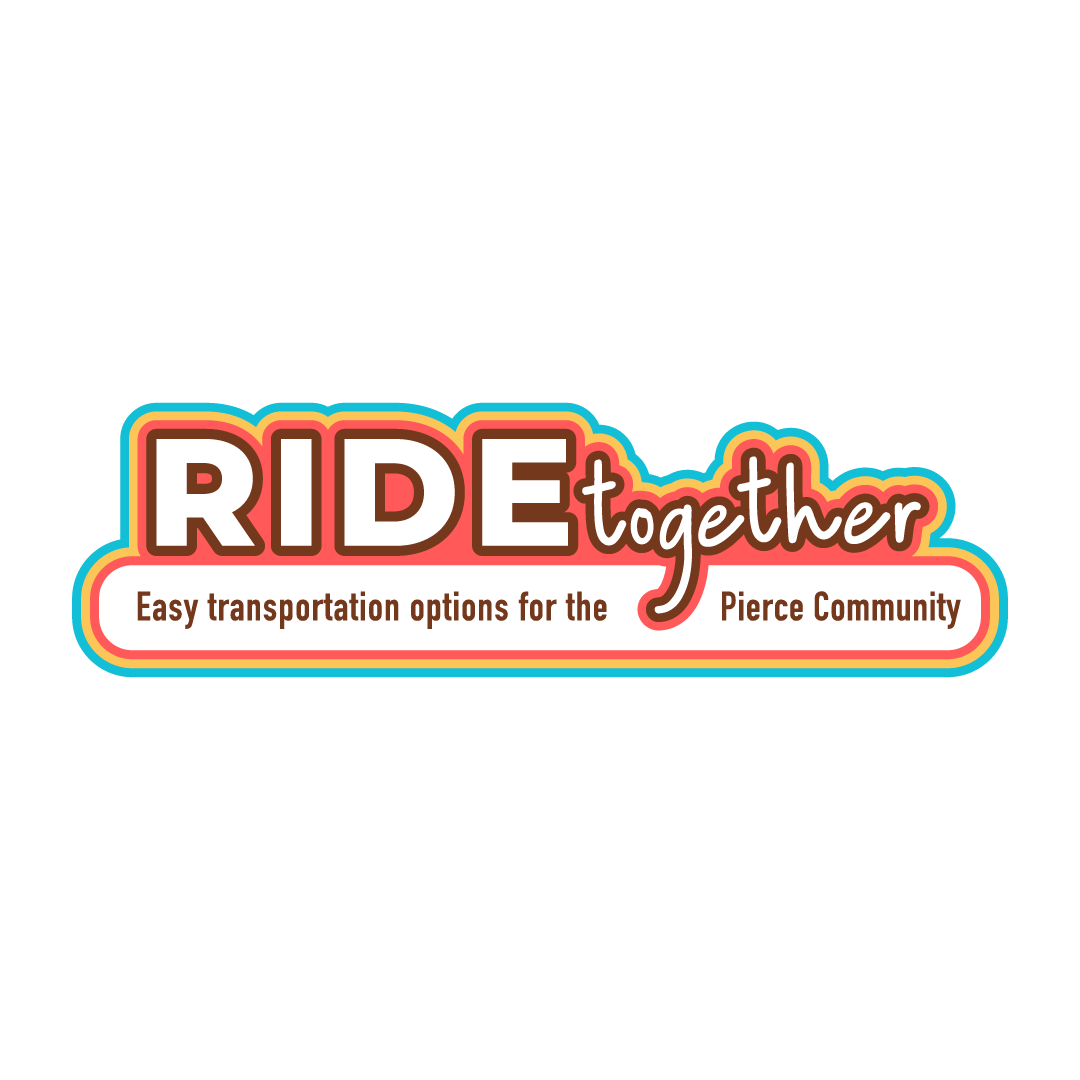 RIDE together
Easy transportation options for the Pierce Community